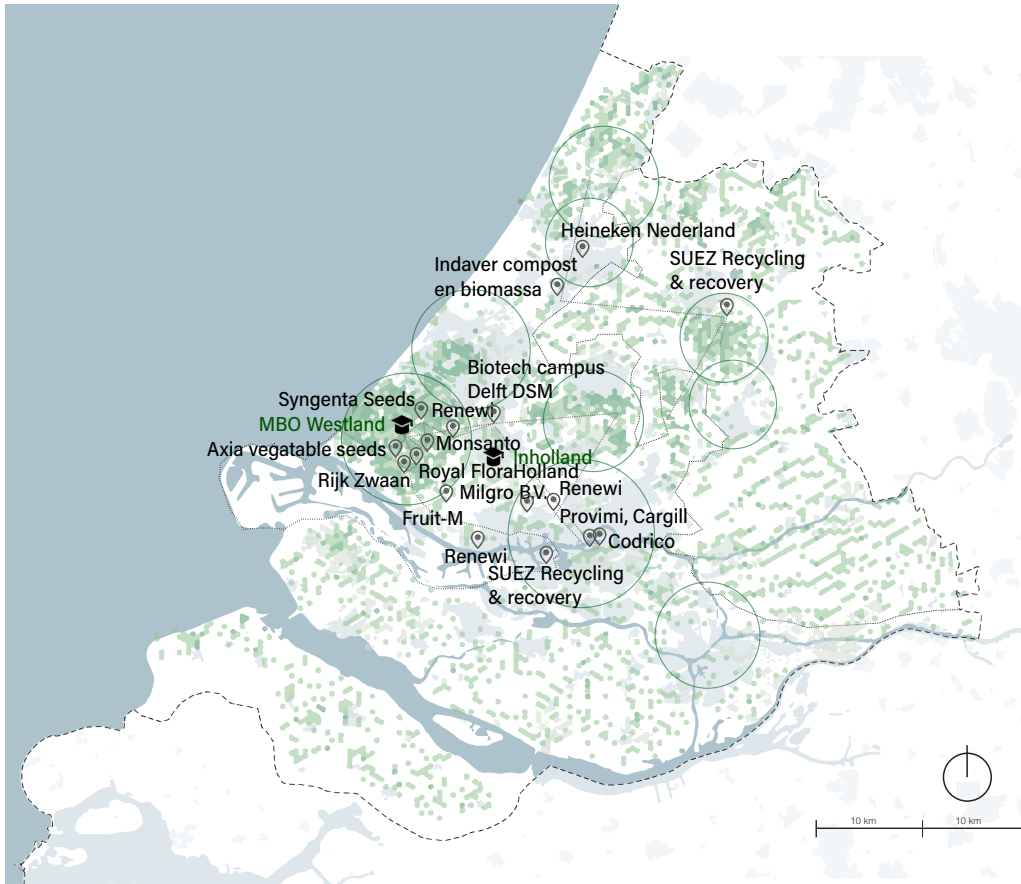 Heineken Nederland
SUEZ Recycling
& recovery
Indaver compost
en biomassa
Biotech campus
Delft DSM
Syngenta Seeds
Renewi
MBO Westland
Axia vegatable seeds
Monsanto
Inholland
Royal FloraHolland
Rijk Zwaan
Milgro B.V.
Renewi
Fruit-M
Provimi, Cargill
Codrico
Renewi
SUEZ Recycling
& recovery
10 km
10 km